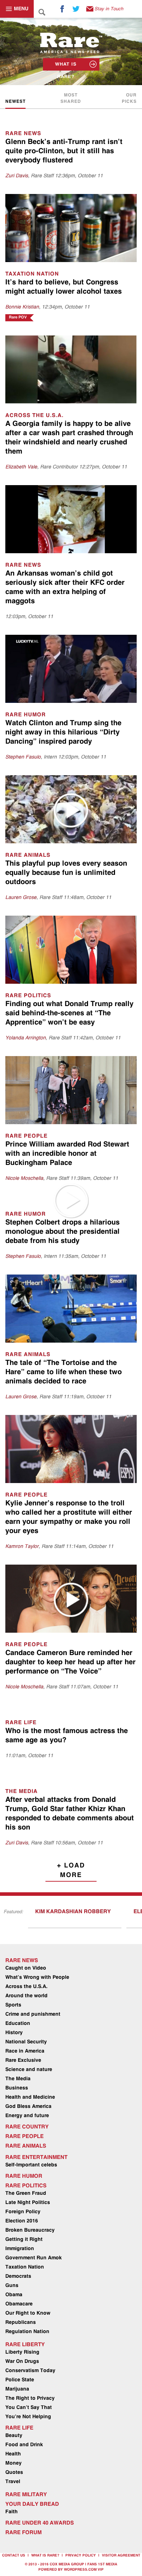 MENU
Stay in Touch
Rare
AMERICA'S NEWS FEED
WHAT IS
RARE?
NEWEST
MOST
SHARED
OUR
PICKS
RARE NEWS
Glenn Beck's anti-Trump rant isn't
quite pro-Clinton, but it still has
everybody flustered
Zuri Davis, Rare Staff 12:38pm, October 11
TAXATION NATION
It's hard to believe, but Congress
might actually lower alcohol taxes
Bonnie Kristian, 12:34pm, October 11
Rare POV
ACROSS THE U.S.A.
A Georgia family is happy to be alive
after a car wash part crashed through
their windshield and nearly crushed
them
Elizabeth Vale, Rare Contributor 12:27pm, October 11
RARE NEWS
An Arkansas woman's child got
seriously sick after their KFC order
came with an extra helping of
maggots
12:03pm, October 11
LUCKYTV.NL
RARE HUMOR
Watch Clinton and Trump sing the
night away in this hilarious "Dirty
Dancing" inspired parody
Stephen Fasulo, Intern 12:03pm, October 11
RARE ANIMALS
This playful pup loves every season
equally because fun is unlimited
outdoors
Lauren Grose, Rare Staff 11:48am, October 11
RARE POLITICS
Finding out what Donald Trump really
said behind-the-scenes at "The
Apprentice" won't be easy
Yolanda Arrington, Rare Staff 11:42am, October 11
RARE PEOPLE
Prince William awarded Rod Stewart
with an incredible honor at
Buckingham Palace
Nicole Moschella, Rare Staff 11:39am, October 11
RARE HUMOR
Stephen Colbert drops a hilarious
monologue about the presidential
debate from his study
Stephen Fasulo, Intern 11:35am, October 11
RARE ANIMALS
The tale of "The Tortoise and the
Hare" came to life when these two
animals decided to race
Lauren Grose, Rare Staff 11:19am, October 11
RARE PEOPLE
Kylie Jenner's response to the troll
who called her a prostitute will either
earn your sympathy or make you roll
your eyes
Kamron Taylor, Rare Staff 11:14am, October 11
RARE PEOPLE
Candace Cameron Bure reminded her
daughter to keep her head up after her
performance on "The Voice"
Nicole Moschella, Rare Staff 11:07am, October 11
RARE LIFE
Who is the most famous actress the
same age as you?
11:01am, October 11
THE MEDIA
After verbal attacks from Donald
Trump, Gold Star father Khizr Khan
responded to debate comments about
his son
Zuri Davis, Rare Staff 10:58am, October 11
+ LOAD
MORE
Featured:
KIM KARDASHIAN ROBBERY
RARE NEWS
Caught on Video
What's Wrong with People
Across the U.S.A.
Around the world
Sports
Crime and punishment
Education
History
National Security
Race in America
Rare Exclusive
Science and nature
The Media
Business
Health and Medicine
God Bless America
Energy and future
RARE COUNTRY
RARE PEOPLE
RARE ANIMALS
RARE ENTERTAINMENT
Self-Important celebs
RARE HUMOR
RARE POLITICS
The Green Fraud
Late Night Politics
Foreign Policy
Election 2016
Broken Bureaucracy
Getting it Right
Immigration
Government Run Amok
Taxation Nation
Democrats
Guns
Obama
Obamacare
Our Right to Know
Republicans
Regulation Nation
RARE LIBERTY
Liberty Rising
War On Drugs
Conservatism Today
Police State
Marijuana
The Right to Privacy
You Can't Say That
You're Not Helping
RARE LIFE
Beauty
Food and Drink
Health
Money
Quotes
Travel
RARE MILITARY
YOUR DAILY BREAD
Faith
RARE UNDER 40 AWARDS
RARE FORUM
CONTACT US / WHAT IS RARE? / PRIVACY POLICY / VISITOR AGREEMENT
© 2013 - 2016 COX MEDIA GROUP / FANS 1ST MEDIA
POWERED BY WORDPRESS.COM VIP